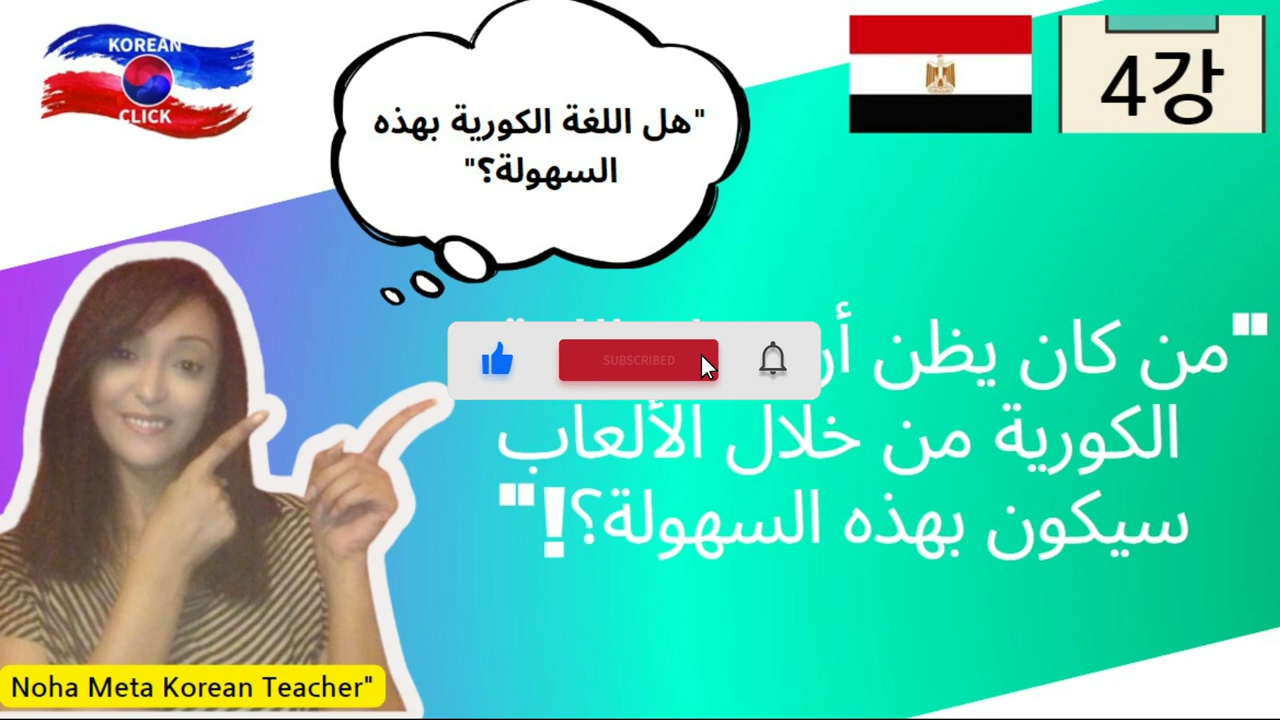 KOREAN
CLICK
"هل اللغة الكورية بهذه
السهولة؟"
4강
"من كان يظن
الكورية من خلال الألعاب
سيكون بهذه السهولة؟!"
SUBSCRIBED
Noha Meta Korean Teacher"